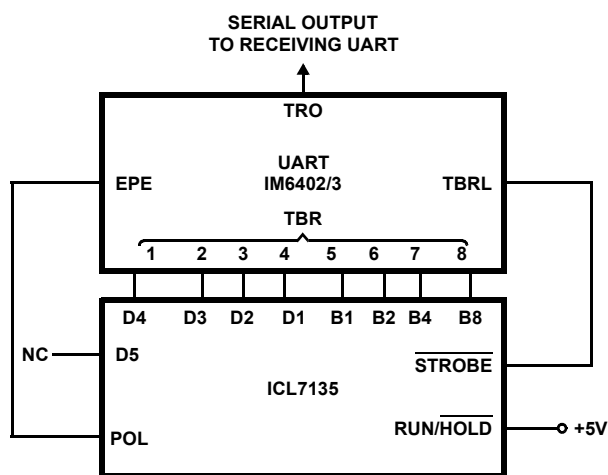 SERIAL OUTPUT
TO RECEIVING UART
TRO
UART
IM6402/3
EPE
TBRL
TBR
1 2 3 4 5 6 7 8
D4 D3 D2 D1 B1 B2 B4 B8
NC
D5
STROBE
ICL7135
POL
RUN/HOLD
+5V